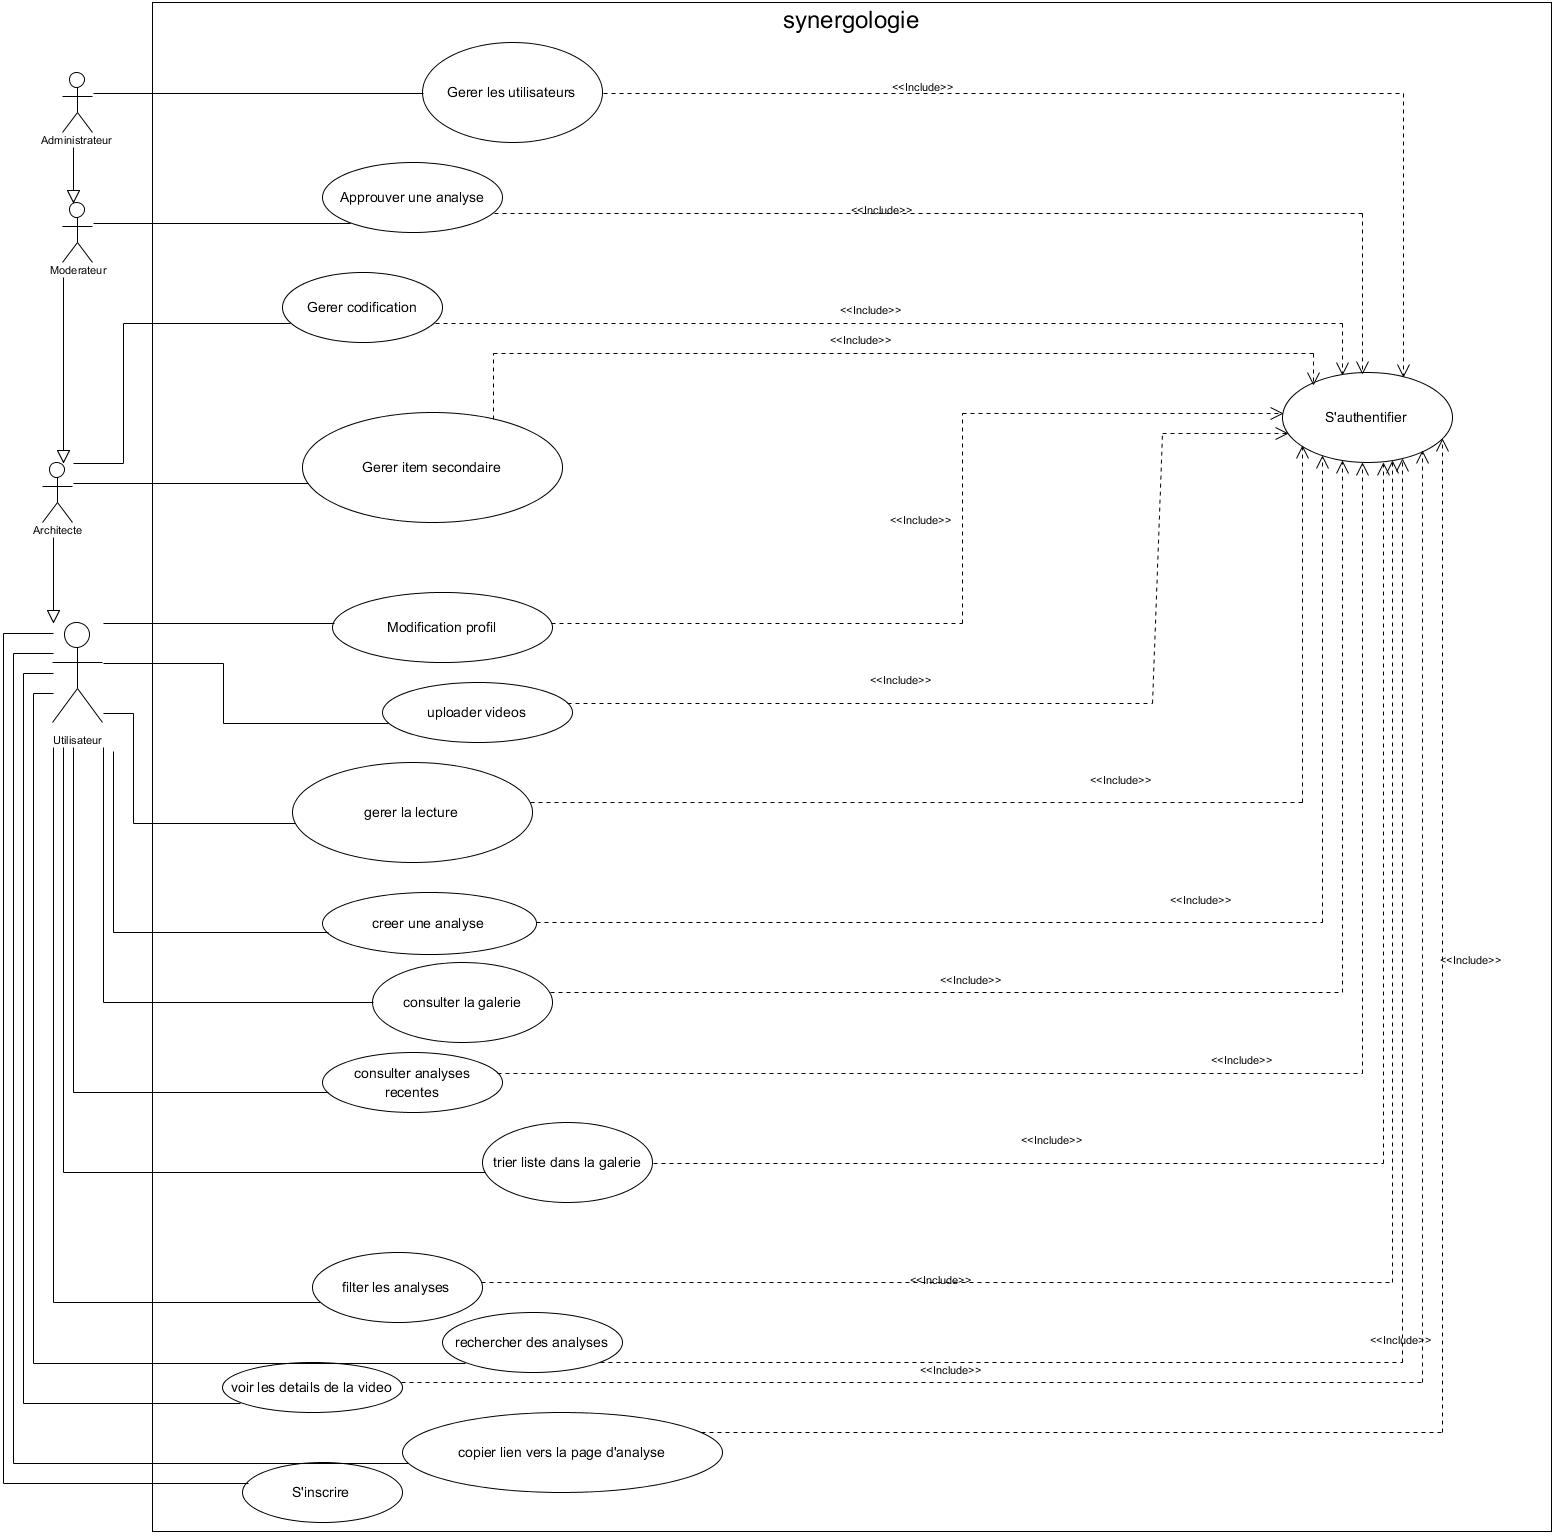 synergologie
Gerer les utilisateurs
<<Include>>
Administrateur
Approuver une analyse
<<Include>>
Moderateur
Gerer codification
<<Include>>
<<Include>>
S'authentifier
Gerer item secondaire
<<Include>>
Architecte
Modification profil
<<Include>>
uploader videos
Utilisateur
<<Include>>
gerer la lecture
<<Include>>
creer une analyse
<<Include>>
<<Include>>
consulter la galerie
<<Include>>
consulter analyses
recentes
<<Include>>
trier liste dans la galerie
<<Include>>
filter les analyses
<<Include>>
rechercher des analyses
<<Include>>
voir les details de la video
copier lien vers la page d'analyse
S'inscrire